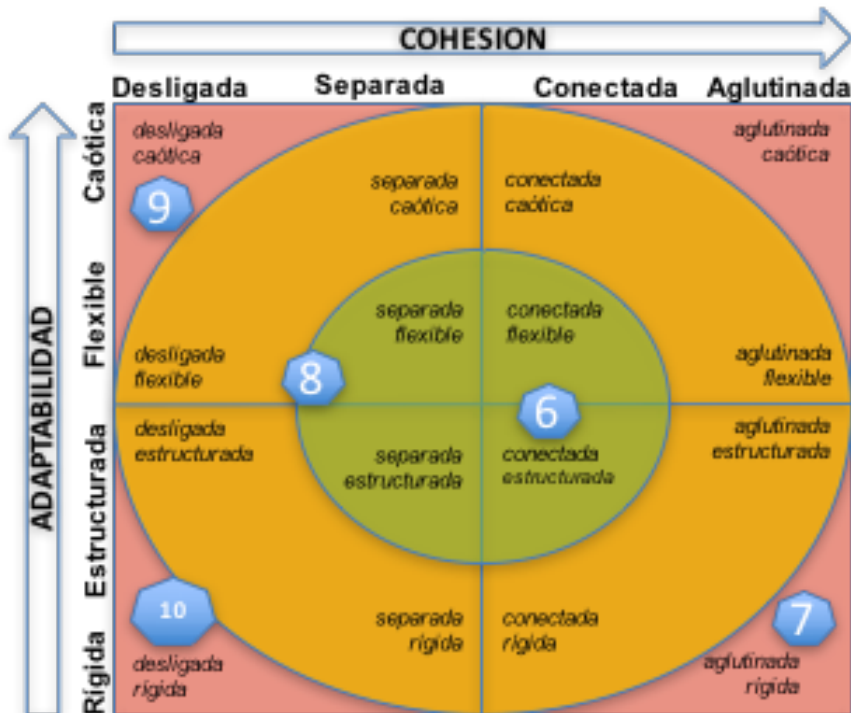 COHESION
Desligada Separada Conectada Aglutinada
ADAPTABILIDAD
Caótica
Flexible
Estructurada
Rígida
desligada
caótica
aglutinada
caótica
separada
caótica
conectada
caótica
9
separada
flexible
conectada
flexible
desligada
flexible
aglutinada
flexible
8
6
desligada
estructurada
aglutinada
estructurada
separada
estructurada
conectada
estructurada
10
7
separada
rígida
conectada
rígida
desligada
rígida
aglutinada
rígida